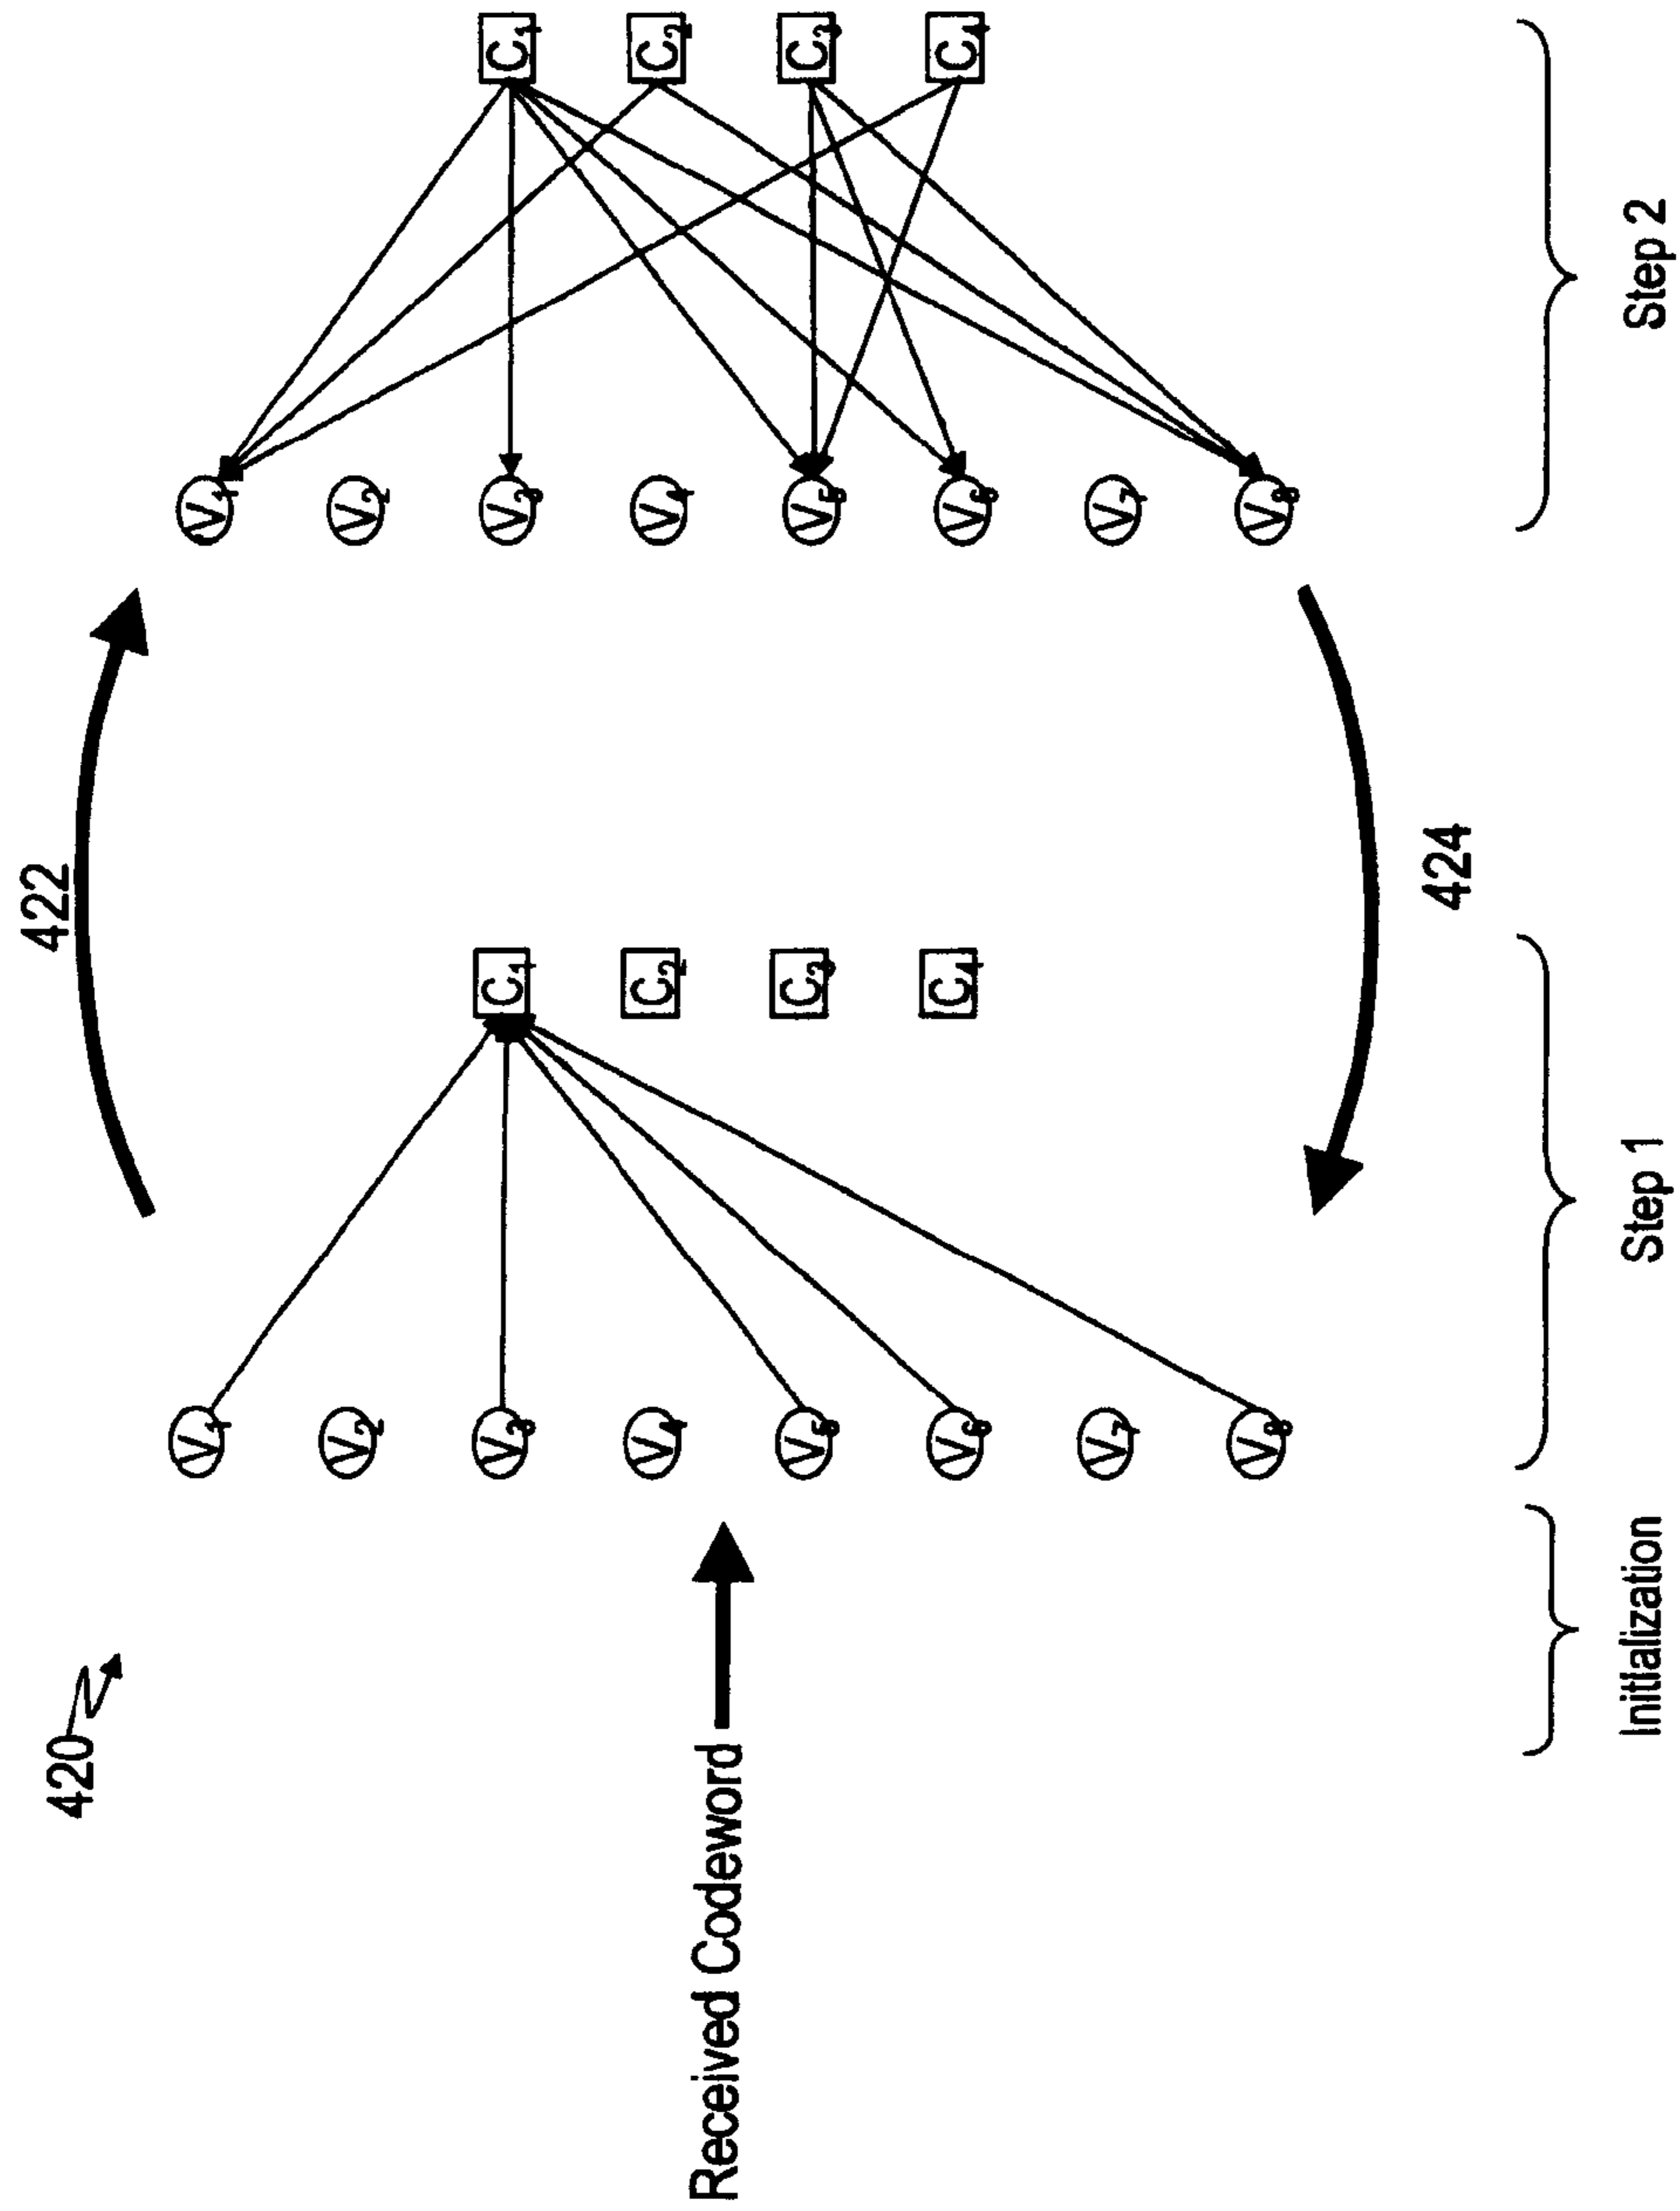 420
Received Codeword
Initialization
V1
V2
V3
V4
V5
V6
V7
V8
C1
C2
C3
C4
Step 1
422
424
V1
V2
V3
V4
V5
V6
V7
V8
C1
C2
C3
C4
Step 2